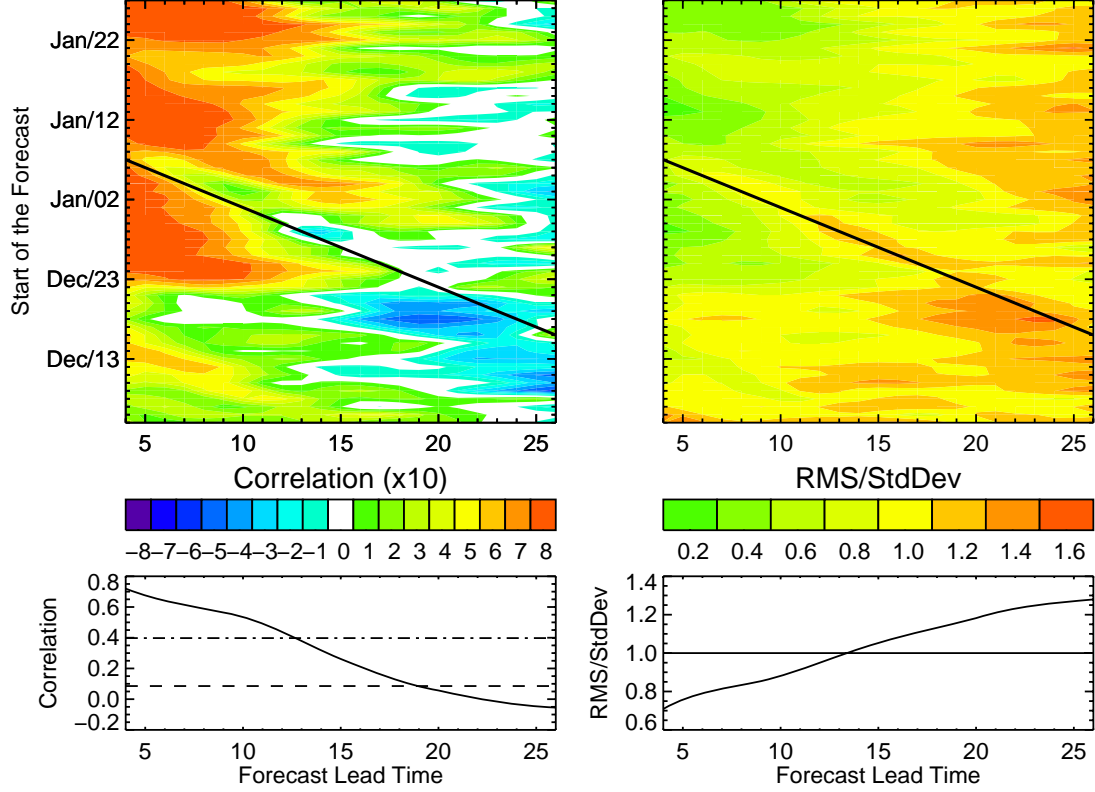 Start of the Forecast
Jan/22
Jan/12
Jan/02
Dec/23
Dec/13
5 10 15 20 25
5 10 15 20 25
Correlation (x10)
RMS/StdDev
−8−7−6−5−4−3−2−1 0 1 2 3 4 5 6 7 8
0.2 0.4 0.6 0.8 1.0 1.2 1.4 1.6
Correlation
0.8
0.6
0.4
0.2
0.0
−0.2
5 10 15 20 25
Forecast Lead Time
RMS/StdDev
1.4
1.2
1.0
0.8
0.6
5 10 15 20 25
Forecast Lead Time